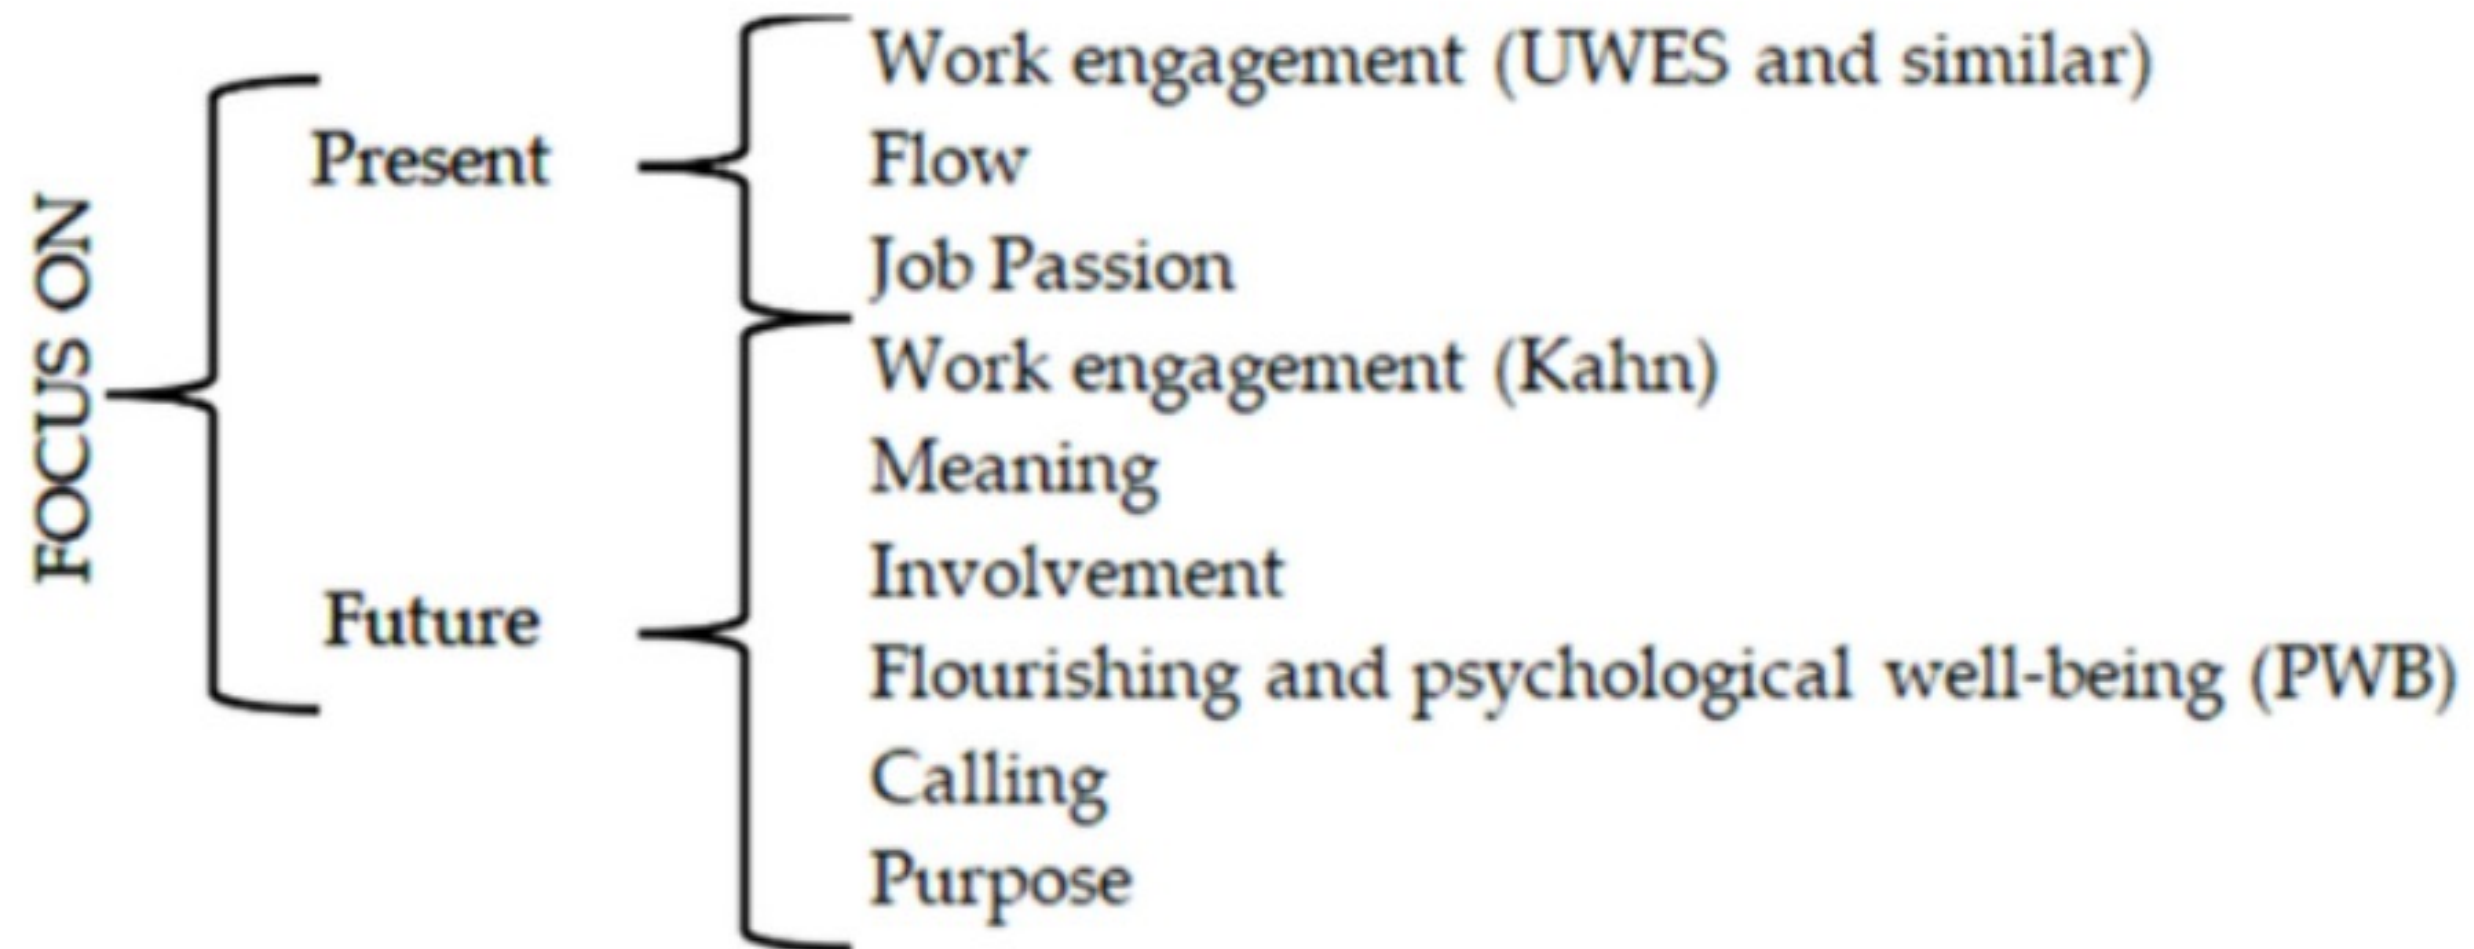 FOCUS ON
Present
Work engagement (UWES and similar)
Flow
Job Passion
Future
Work engagement (Kahn)
Meaning
Involvement
Flourishing and psychological well-being (PWB)
Calling
Purpose